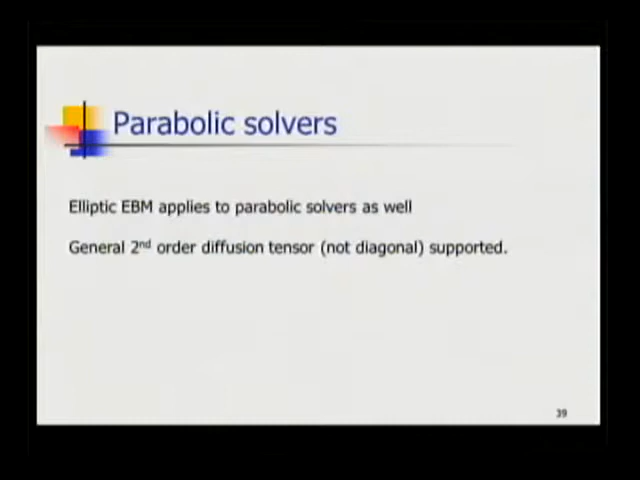 Parabolic solvers
Elliptic EBM applies to parabolic solvers as well
General 2nd order diffusion tensor (not diagonal) supported.
39